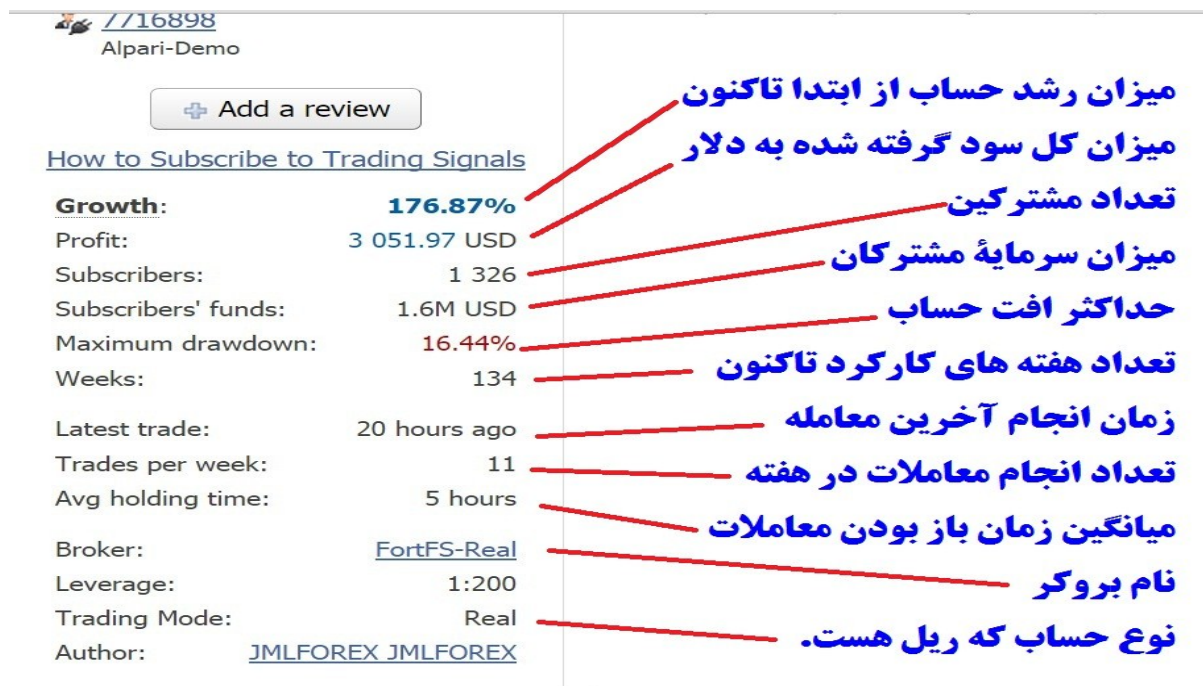 7716898
Alpari-Demo
Add a review
How to Subscribe to Trading Signals
Growth: 176.87%
Profit: 3 051.97 USD
Subscribers: 1 326
Subscribers' funds: 1.6M USD
Maximum drawdown: 16.44%
Weeks: 134
Latest trade: 20 hours ago
Trades per week: 11
Avg holding time: 5 hours
Broker: FortFS-Real
Leverage: 1:200
Trading Mode: Real
Author: JMLFOREX JMLFOREX
میزان رشد حساب از ابتدا تاکنون
میزان کل سود گرفته شده به دلار
تعداد مشترکین
میزان سرمایۀ مشترکان
حداکثر افت حساب
تعداد هفته های کارکرد تاکنون
زمان انجام آخرین معامله
تعداد انجام معاملات در هفته
میانگین زمان باز بودن معاملات
نام بروکر
نوع حساب که ریل هست.